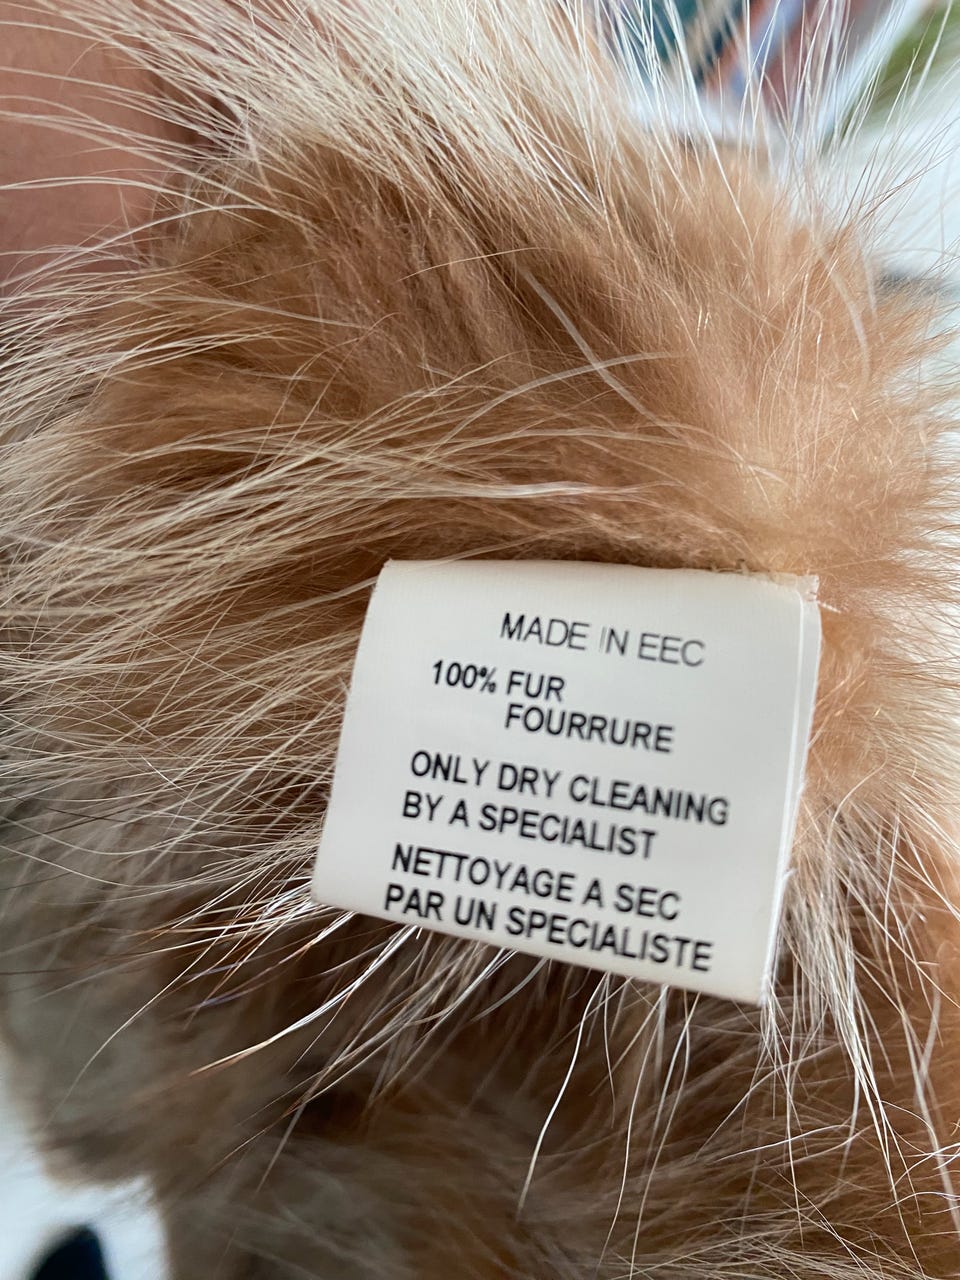 MADE IN EEC
100% FUR
FOURRURE
ONLY DRY CLEANING
BY A SPECIALIST
NETTOYAGE A SEC
PAR UN SPECIALISTE